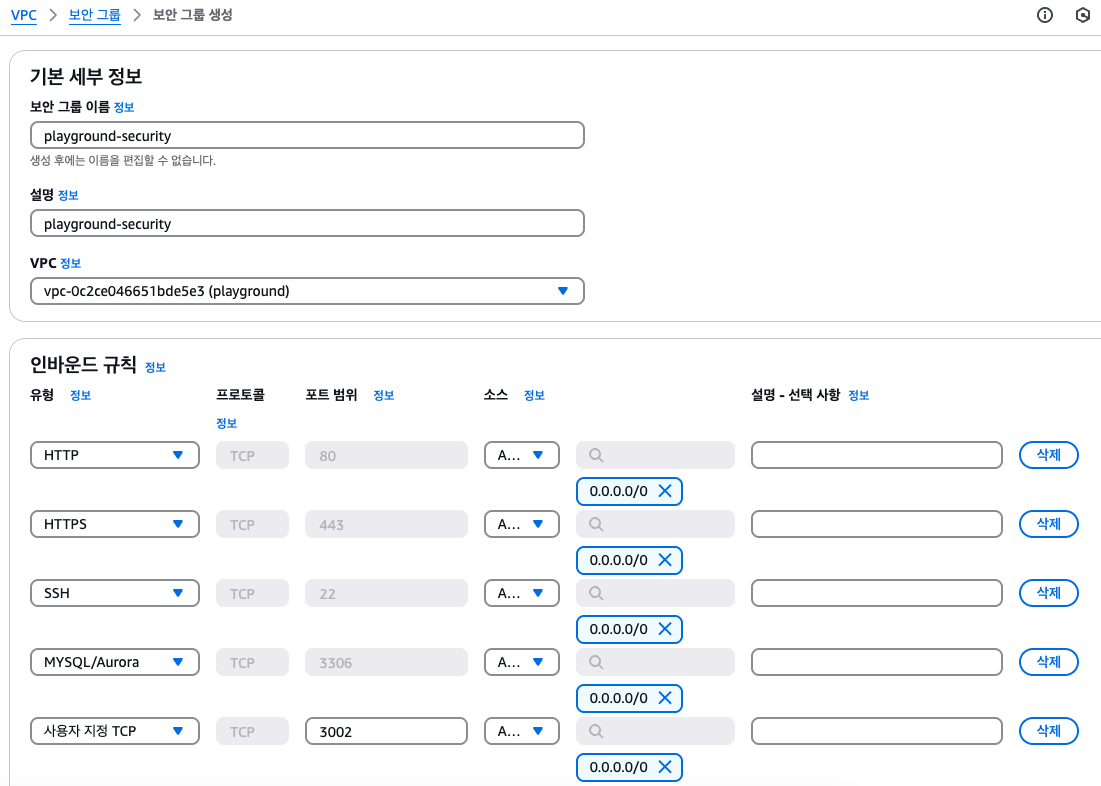 VPC > 보안 그룹 > 보안 그룹 생성
기본 세부 정보
보안 그룹 이름 정보
playground-security
생성 후에는 이름을 편집할 수 없습니다.
설명 정보
playground-security
VPC 정보
vpc-0c2ce046651bde5e3 (playground)
인바운드 규칙 정보
유형 정보 프로토콜 정보 포트 범위 정보 소스 정보 설명 - 선택 사항 정보
HTTP TCP 80 A... 삭제
0.0.0.0/0
HTTPS TCP 443 A... 삭제
0.0.0.0/0
SSH TCP 22 A... 삭제
0.0.0.0/0
MYSQL/Aurora TCP 3306 A... 삭제
0.0.0.0/0
사용자 지정 TCP TCP 3002 A... 삭제
0.0.0.0/0